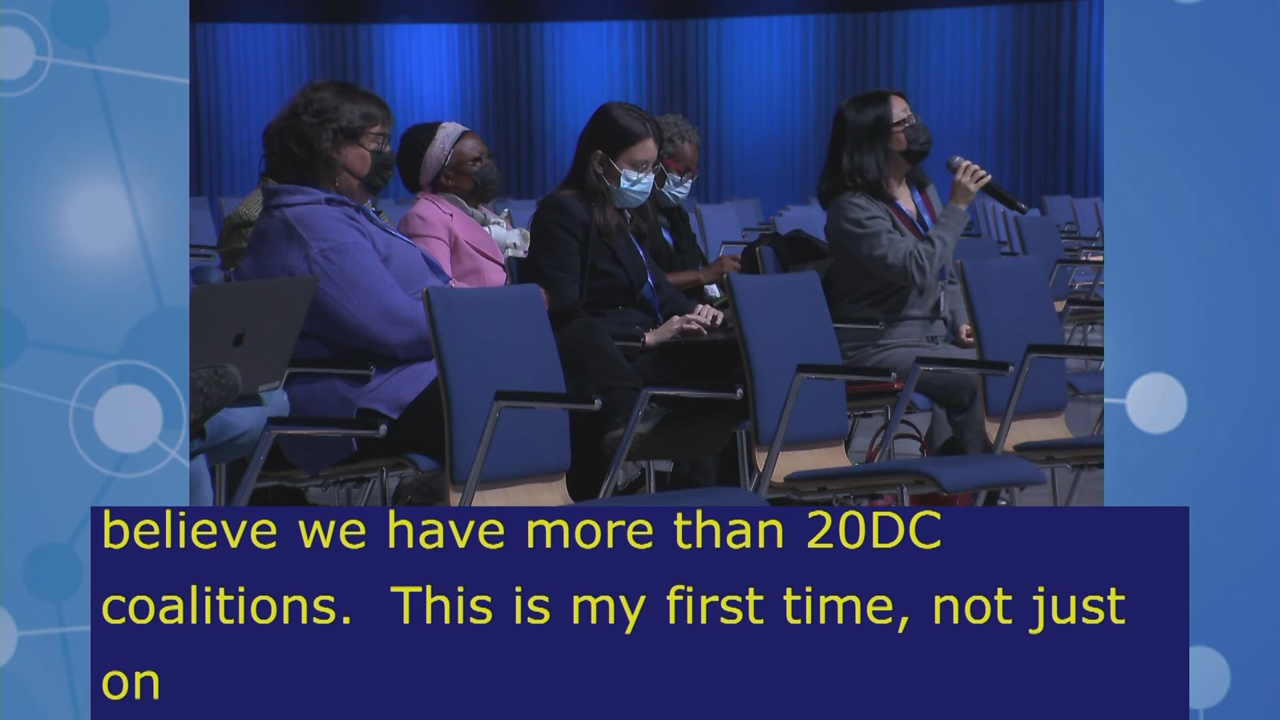 believe we have more than 20DC
coalitions.  This is my first time, not just
on